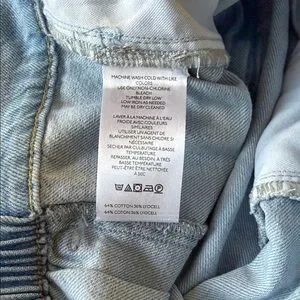 MACHINE WASH COLD WITH LIKE
COLORS
USE ONLY NON-CHLORINE
BLEACH
TUMBLE DRY LOW
LOW IRON AS NEEDED
MAY BE DRY CLEANED
LAVER À LA MACHINE À L'EAU
FROIDE AVEC COULEURS
SIMILAIRES
UTILISER UN AGENT DE
BLANCHIMENT SANS CHLORE SI
NÉCESSAIRE
SÉCHER PAR CULBUTAGE À BASSE
TEMPÉRATURE
REPASSER, AU BESOIN, À TRÈS
BASSE TEMPÉRATURE
PEUT-ÊTRE ÊTRE NETTOYÉE
À SEC
64% COTTON 36% LYOCELL
64% COTTON 36% LYOCELL